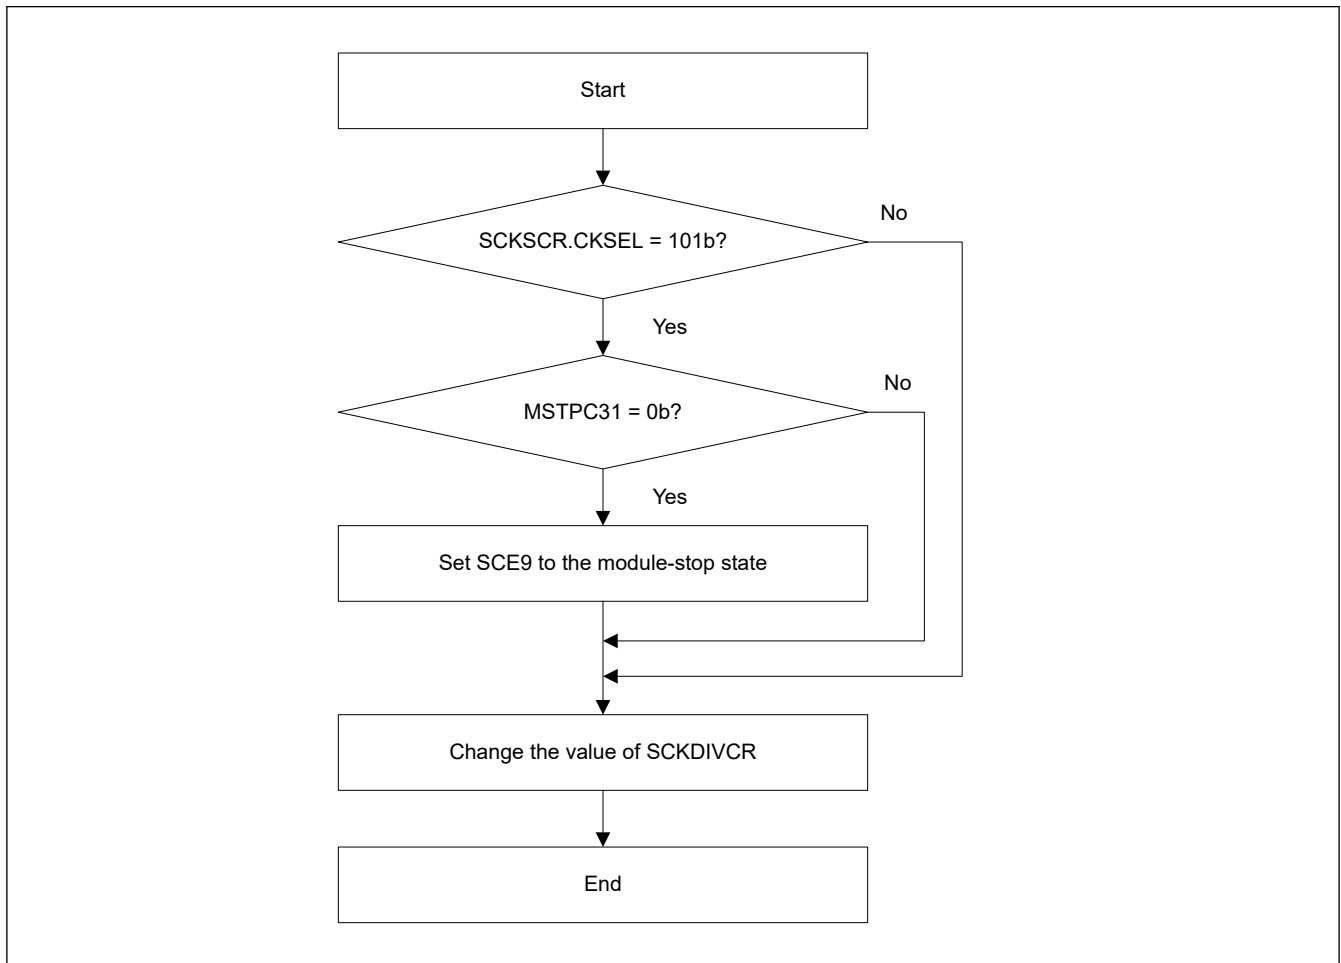 Start
SCKSCR.CKSEL = 101b?
No
Yes
MSTPC31 = 0b?
No
Yes
Set SCE9 to the module-stop state
Change the value of SCKDIVCR
End